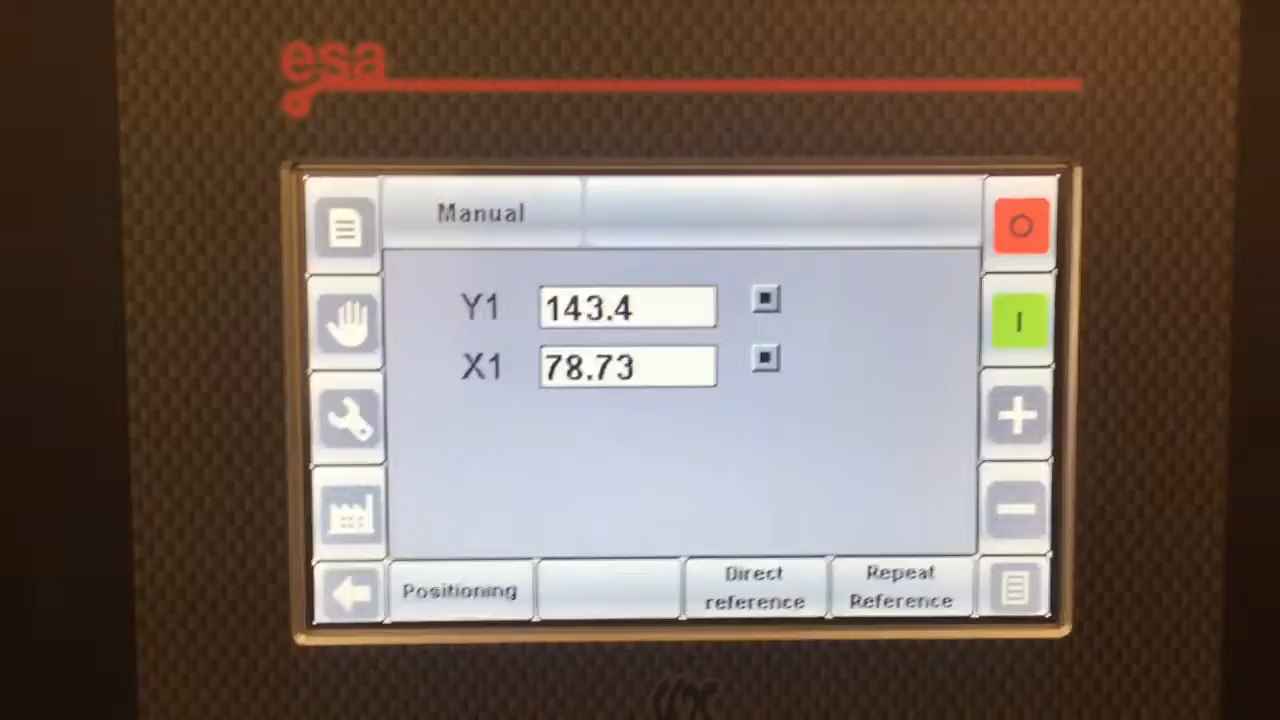 esa
Manual
Y1 143.4
X1 78.73
Positioning
Direct
reference
Repeat
Reference